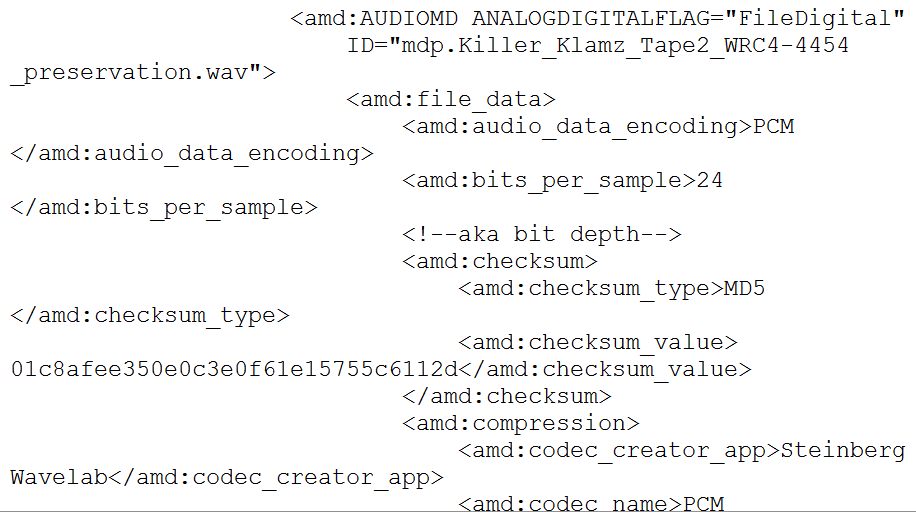 <amd:AUDIOMD ANALOGDIGITALFLAG="FileDigital"
ID="mdp.Killer_Klamz_Tape2_WRC4-4454
_preservation.wav">
<amd:file_data>
<amd:audio_data_encoding>PCM
</amd:audio_data_encoding>
<amd:bits_per_sample>24
</amd:bits_per_sample>
<!--aka bit depth-->
<amd:checksum>
<amd:checksum_type>MD5
</amd:checksum_type>
<amd:checksum_value>
01c8afee350e0c3e0f61e15755c6112d</amd:checksum_value>
</amd:checksum>
<amd:compression>
<amd:codec_creator_app>Steinberg
Wavelab</amd:codec_creator_app>
<amd:codec_name>PCM